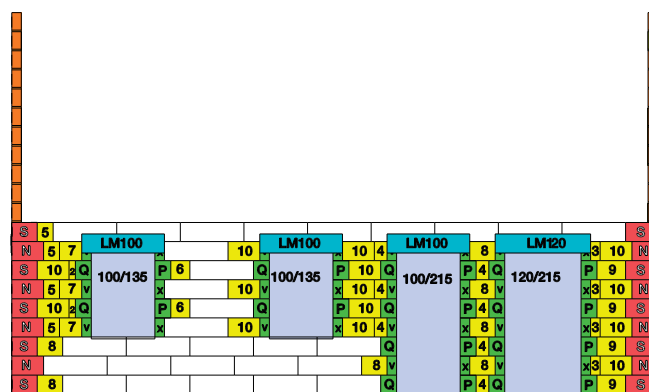 S 5 S
N 5 7 LM100 10 LM100 10 4 LM100 8 LM120 x 3 10 N
S 10 2 Q 100/135 P 6 Q 100/135 P 10 Q 100/215 P 4 Q 120/215 P 9 S
N 5 7 v x 10 v x 10 4 v x 8 v x 3 10 N
S 10 2 Q P 6 Q P 10 Q P 4 Q P 9 S
N 5 7 v x 10 v x 10 4 v x 8 v x 3 10 N
S 8 Q P 4 Q P 9 S
N 8 v x 8 v x 3 10 N
S 8 Q P 4 Q P 9 S